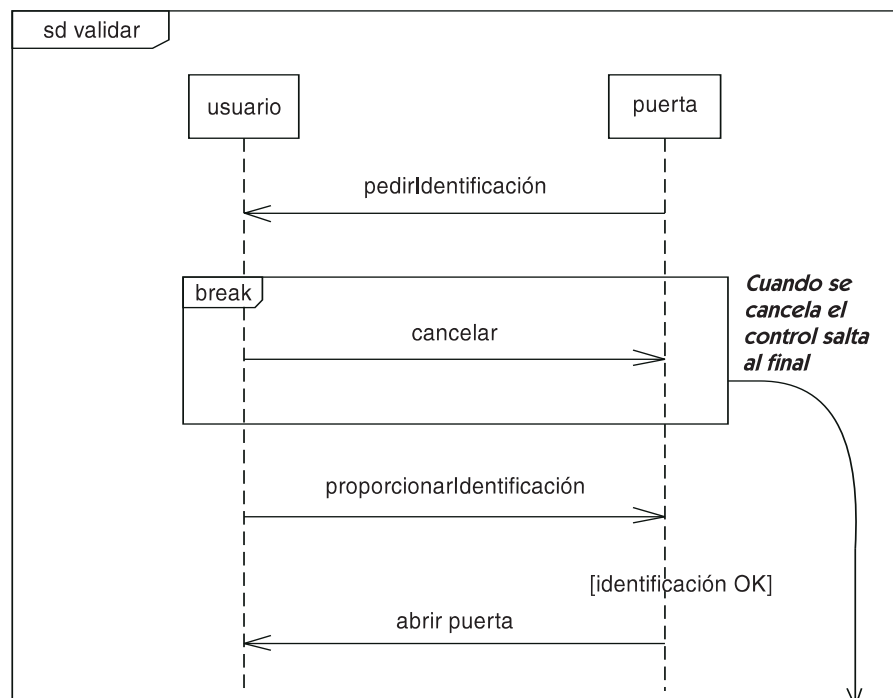 sd validar
usuario
puerta
pedirIdentificación
break
cancelar
Cuando se
cancela el
control salta
al final
proporcionarIdentificación
[identificación OK]
abrir puerta